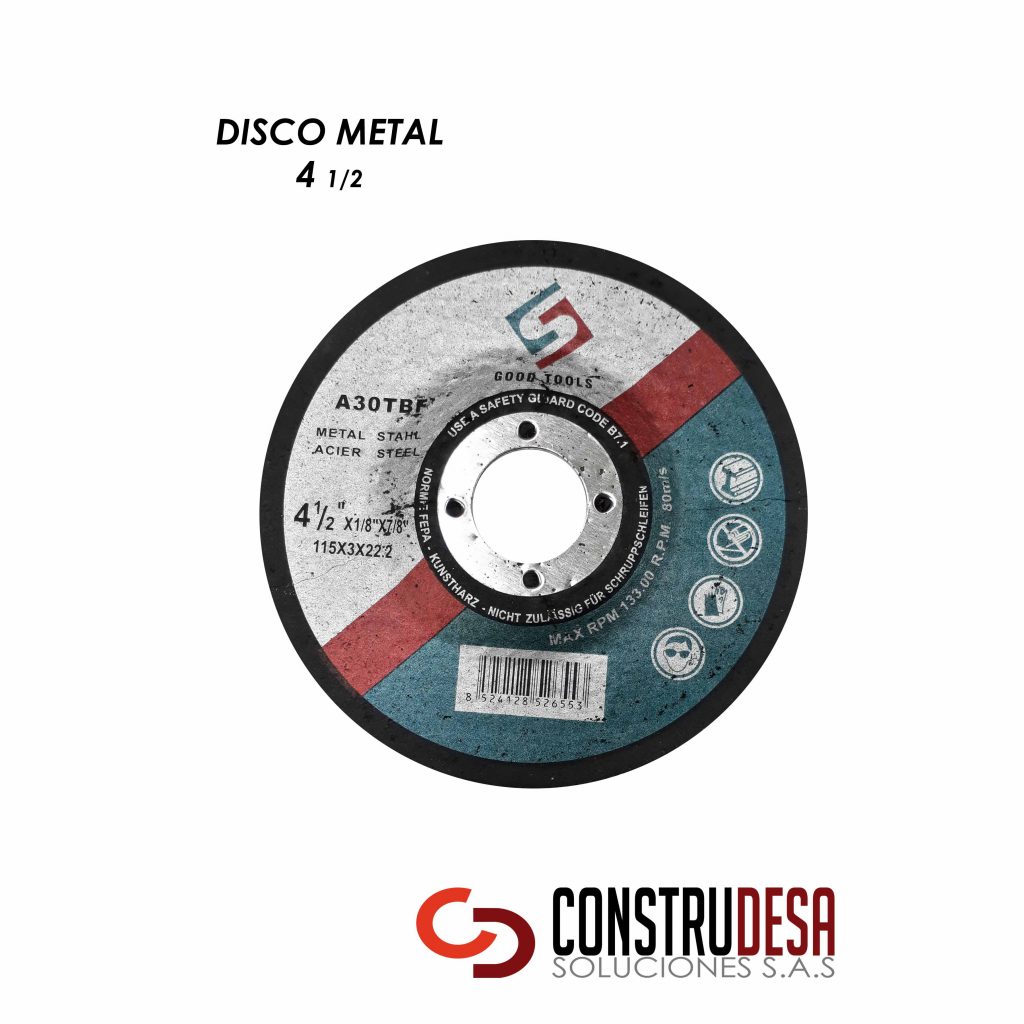 DISCO METAL
4 1/2
GOOD TOOLS
A30TBF
METAL STAHL
ACIER STEEL
4 1/2" X1/8"X7/8"
115X3X22.2
USE A SAFETY GUARD CODE B7.1
NORME FEPA - KUNSTHARZ - NICHT ZULÄSSIG FÜR SCHRUPPSCHLEIFEN
MAX RPM 133.00 R.P.M 80m/s
8 524128 526553
CONSTRUDESA
SOLUCIONES S.A.S